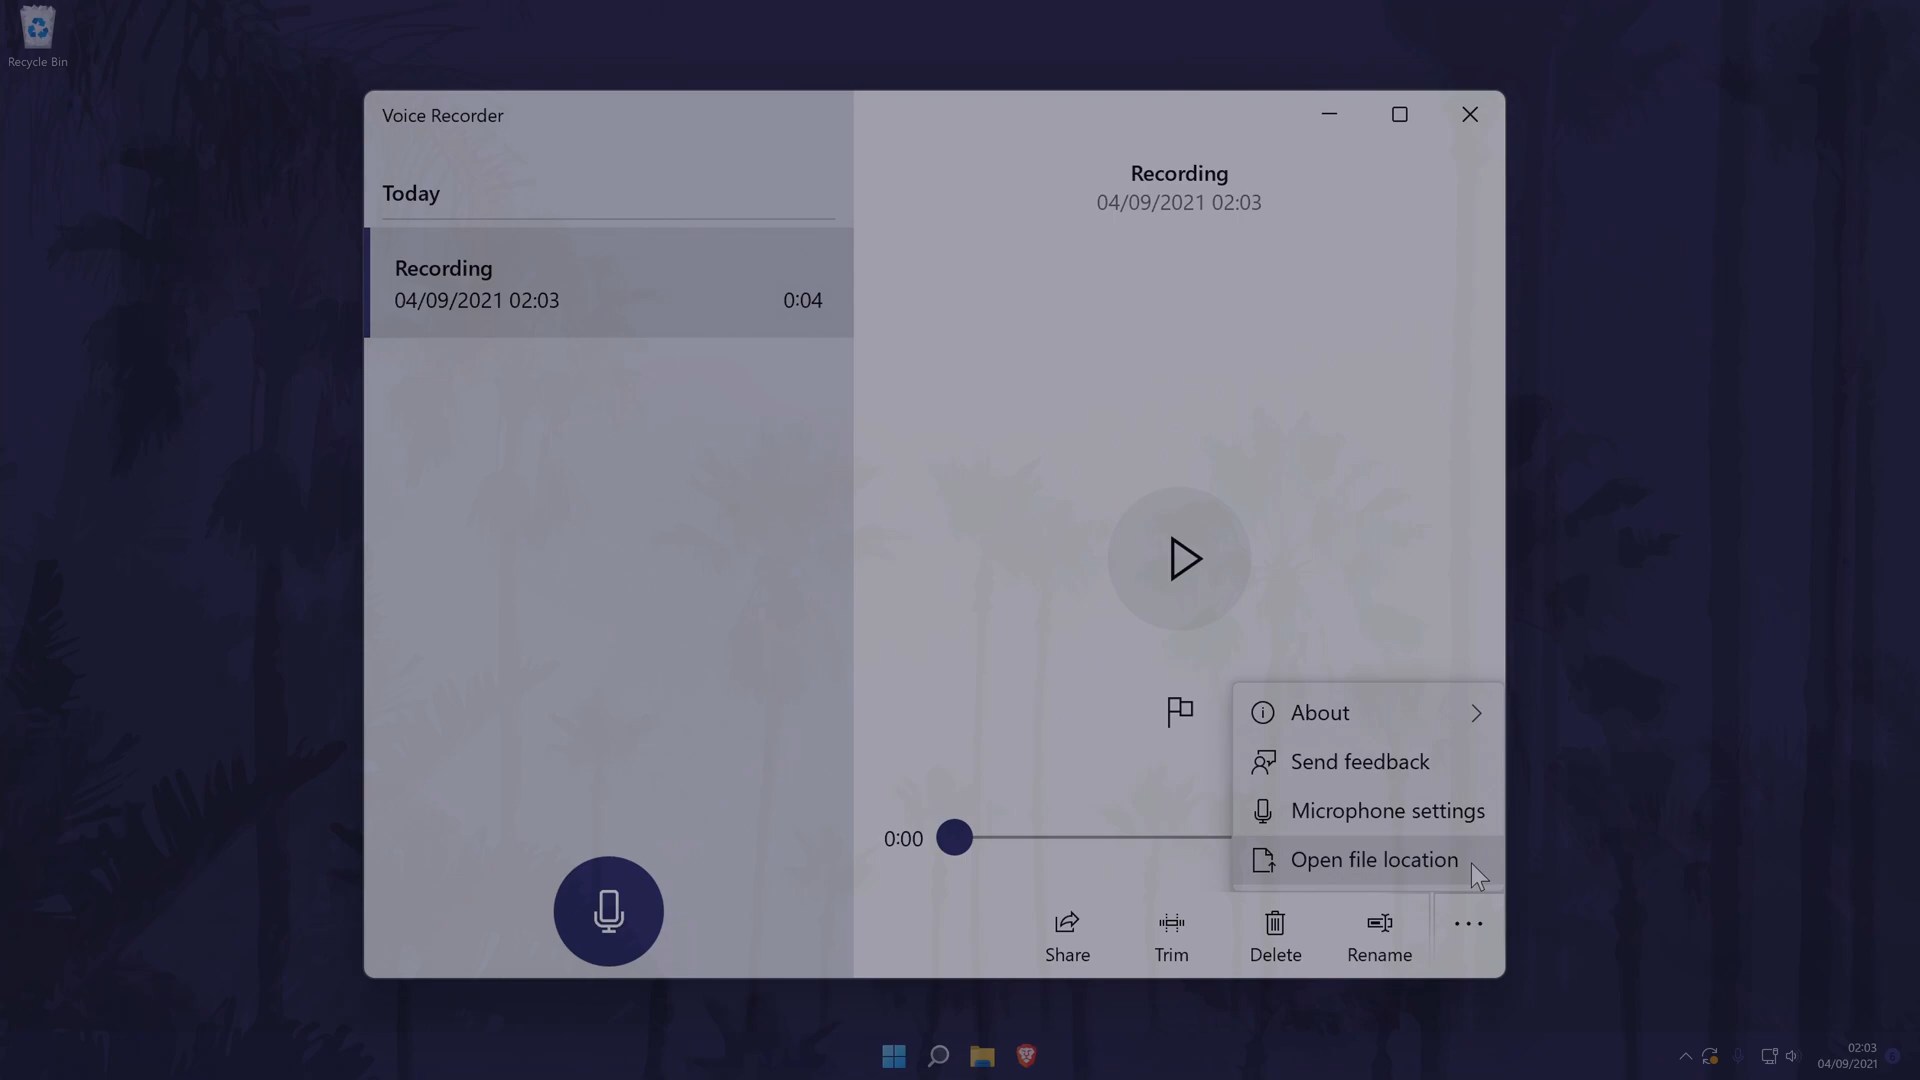 Recycle Bin
Voice Recorder
Today
Recording
04/09/2021 02:03
0:04
Recording
04/09/2021 02:03
About
Send feedback
Microphone settings
Open file location
0:00
Share
Trim
Delete
Rename
02:03
04/09/2021
6